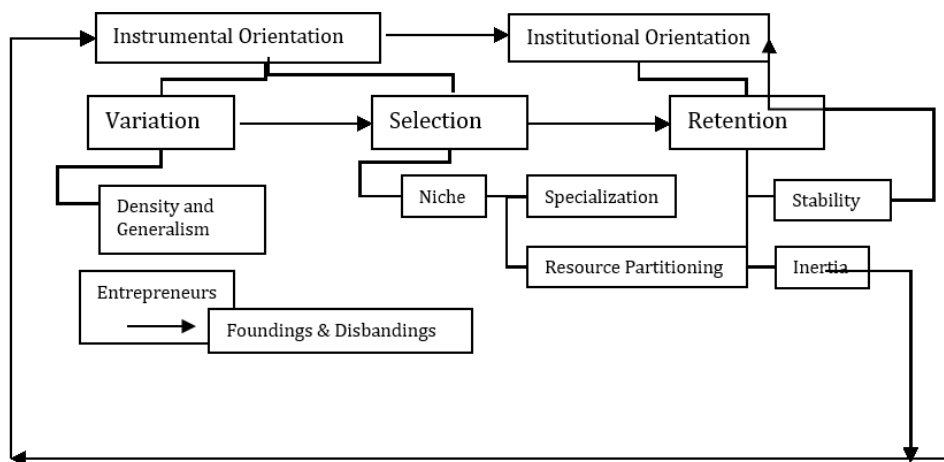 Instrumental Orientation
Institutional Orientation
Variation
Selection
Retention
Density and
Generalism
Niche
Specialization
Stability
Resource Partitioning
Inertia
Entrepreneurs
Foundings & Disbandings